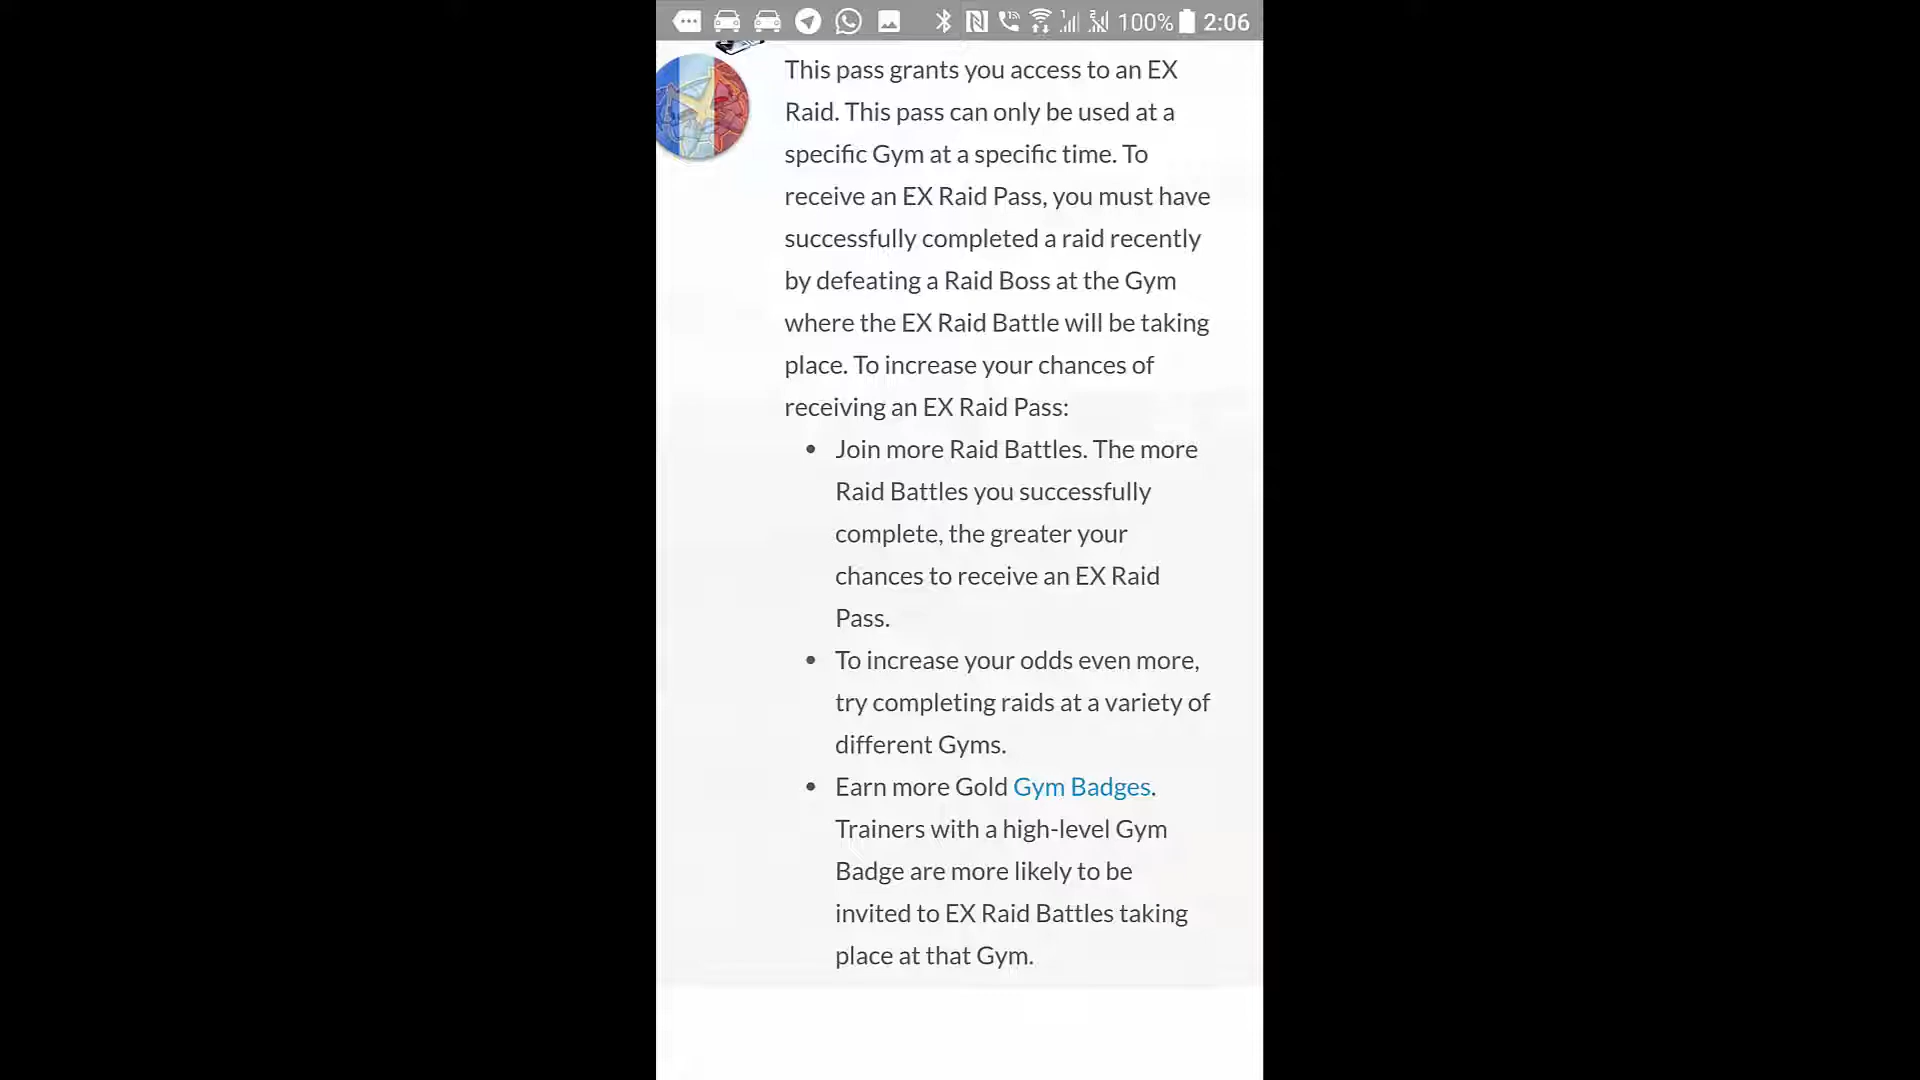 100% 2:06
This pass grants you access to an EX
Raid. This pass can only be used at a
specific Gym at a specific time. To
receive an EX Raid Pass, you must have
successfully completed a raid recently
by defeating a Raid Boss at the Gym
where the EX Raid Battle will be taking
place. To increase your chances of
receiving an EX Raid Pass:
• Join more Raid Battles. The more
Raid Battles you successfully
complete, the greater your
chances to receive an EX Raid
Pass.
• To increase your odds even more,
try completing raids at a variety of
different Gyms.
• Earn more Gold Gym Badges.
Trainers with a high-level Gym
Badge are more likely to be
invited to EX Raid Battles taking
place at that Gym.